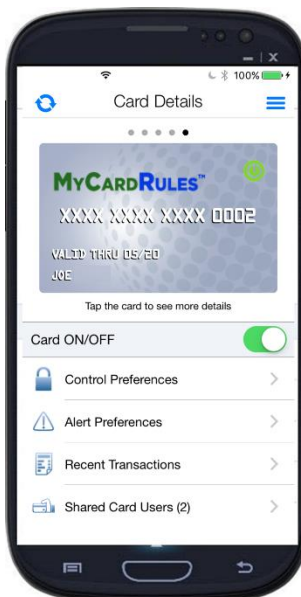 100%
Card Details
MYCARDRULES™
XXXX XXXX XXXX 0002
VALID THRU 05/20
JOE
Tap the card to see more details
Card ON/OFF
Control Preferences
Alert Preferences
Recent Transactions
Shared Card Users (2)